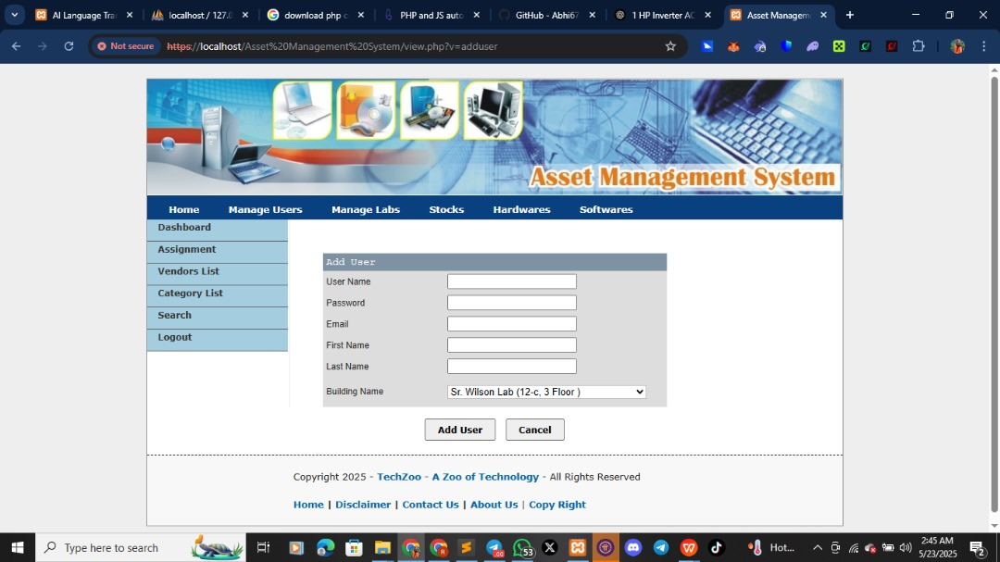 AI Language Tra
localhost / 127.0
download php c
PHP and JS auto
GitHub - Abhi67
1 HP Inverter AC
Asset Managem
Not secure
https://localhost/Asset%20Management%20System/view.php?v=adduser
Asset Management System
Home Manage Users Manage Labs Stocks Hardwares Softwares
Dashboard
Assignment
Vendors List
Category List
Search
Logout
Add User
User Name
Password
Email
First Name
Last Name
Building Name
Sr. Wilson Lab (12-c, 3 Floor )
Add User Cancel
Copyright 2025 - TechZoo - A Zoo of Technology - All Rights Reserved
Home | Disclaimer | Contact Us | About Us | Copy Right
Type here to search
53
Hot...
2:45 AM
5/23/2025
2